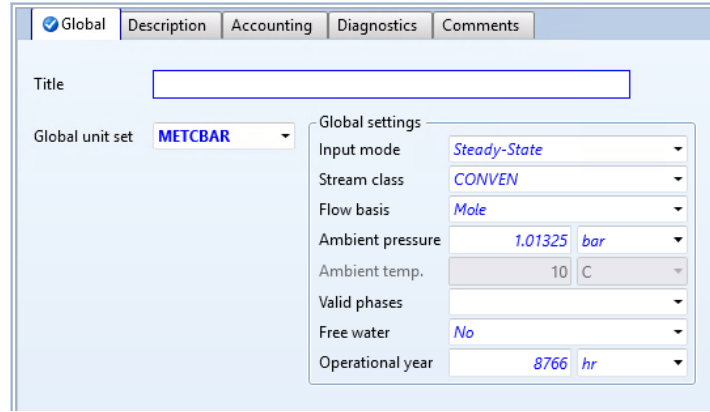 Global Description Accounting Diagnostics Comments
Title
Global unit set METCBAR
Global settings
Input mode Steady-State
Stream class CONVEN
Flow basis Mole
Ambient pressure 1.01325 bar
Ambient temp. 10 C
Valid phases
Free water No
Operational year 8766 hr